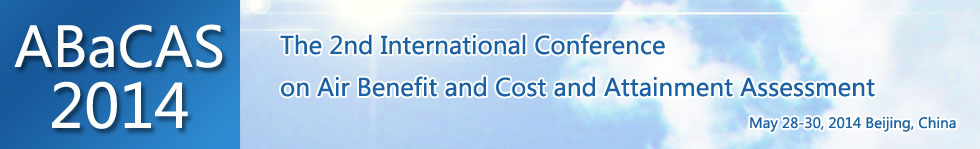 ABaCAS
2014
The 2nd International Conference
on Air Benefit and Cost and Attainment Assessment
May 28-30, 2014 Beijing, China